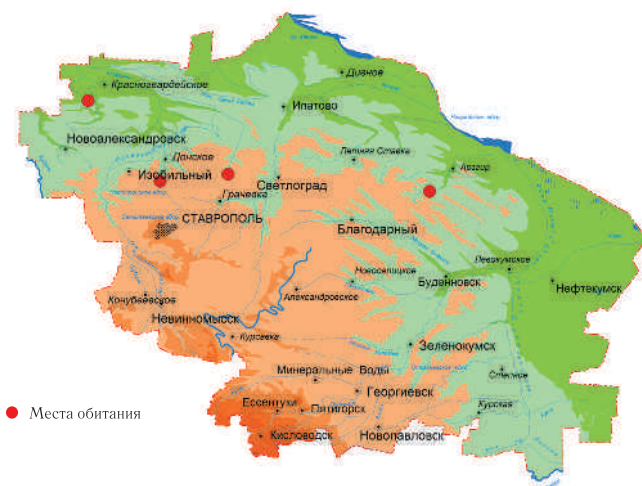 Дивное
Красногвардейское
Ипатово
Новоалександровск
Донское
Летняя Ставка
Арзгир
Изобильный
Светлоград
Грачевка
СТАВРОПОЛЬ
Благодарный
Новоселицкое
Левокумское
Буденновск
Нефтекумск
Александровское
Кочубеевское
Невинномысск
Курсавка
Зеленокумск
Минеральные Воды
Степное
Георгиевск
Ессентуки
Пятигорск
Курская
Кисловодск
Новопавловск
Места обитания